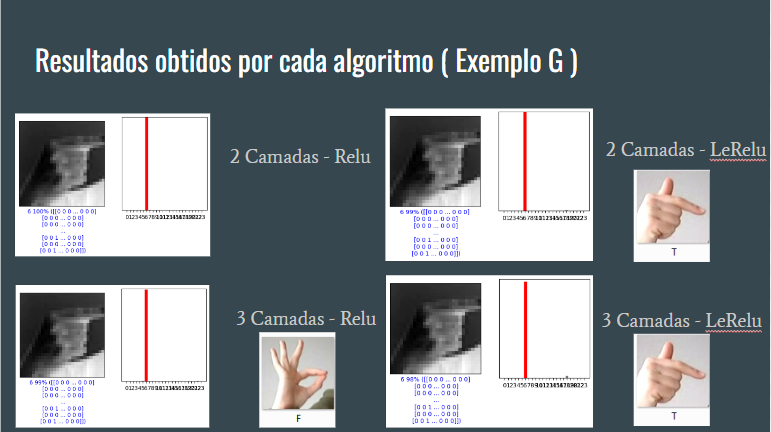 Resultados obtidos por cada algoritmo ( Exemplo G )
6 100% ([[0 0 0 ... 0 0 0]
[0 0 0 ... 0 0 0]
[0 0 0 ... 0 0 0]
...
[0 0 1 ... 0 0 0]
[0 0 0 ... 0 0 0]
[0 0 1 ... 0 0 0]])
2 Camadas - Relu
6 99% ([[0 0 0 ... 0 0 0]
[0 0 0 ... 0 0 0]
[0 0 0 ... 0 0 0]
...
[0 0 1 ... 0 0 0]
[0 0 0 ... 0 0 0]
[0 0 1 ... 0 0 0]])
2 Camadas - LeRelu
T
6 99% ([[0 0 0 ... 0 0 0]
[0 0 0 ... 0 0 0]
[0 0 0 ... 0 0 0]
...
[0 0 1 ... 0 0 0]
[0 0 0 ... 0 0 0]
[0 0 1 ... 0 0 0]])
3 Camadas - Relu
F
6 98% ([[0 0 0 ... 0 0 0]
[0 0 0 ... 0 0 0]
[0 0 0 ... 0 0 0]
...
[0 0 1 ... 0 0 0]
[0 0 0 ... 0 0 0]
[0 0 1 ... 0 0 0]])
3 Camadas - LeRelu
T